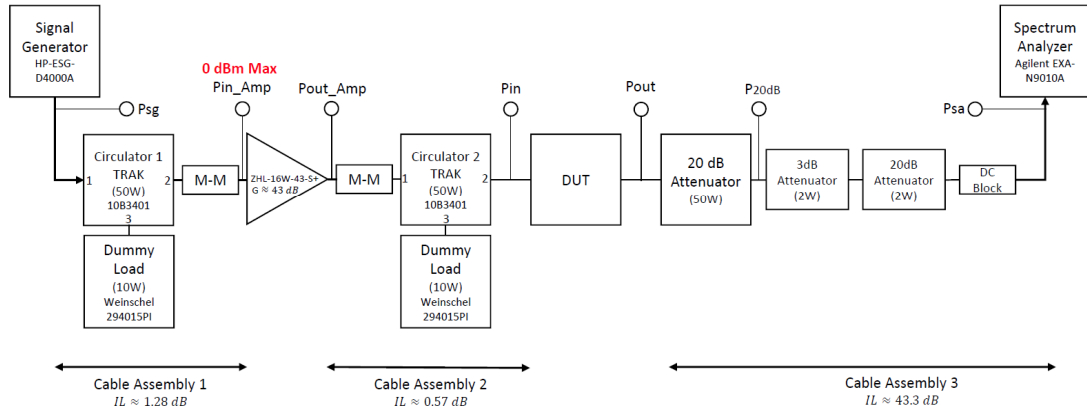 Signal
Generator
HP-ESG-
D4000A
Psg
0 dBm Max
Pin_Amp
Pout_Amp
Pin
Pout
P20dB
Psa
Spectrum
Analyzer
Agilent EXA-
N9010A
Circulator 1
TRAK
(50W)
10B3401
1
2
3
M-M
ZHL-16W-43-S+
G ≈ 43 dB
M-M
Circulator 2
TRAK
(50W)
10B3401
1
2
3
DUT
20 dB
Attenuator
(50W)
3dB
Attenuator
(2W)
20dB
Attenuator
(2W)
DC
Block
Dummy
Load
(10W)
Weinschel
294015PI
Dummy
Load
(10W)
Weinschel
294015PI
Cable Assembly 1
IL ≈ 1.28 dB
Cable Assembly 2
IL ≈ 0.57 dB
Cable Assembly 3
IL ≈ 43.3 dB